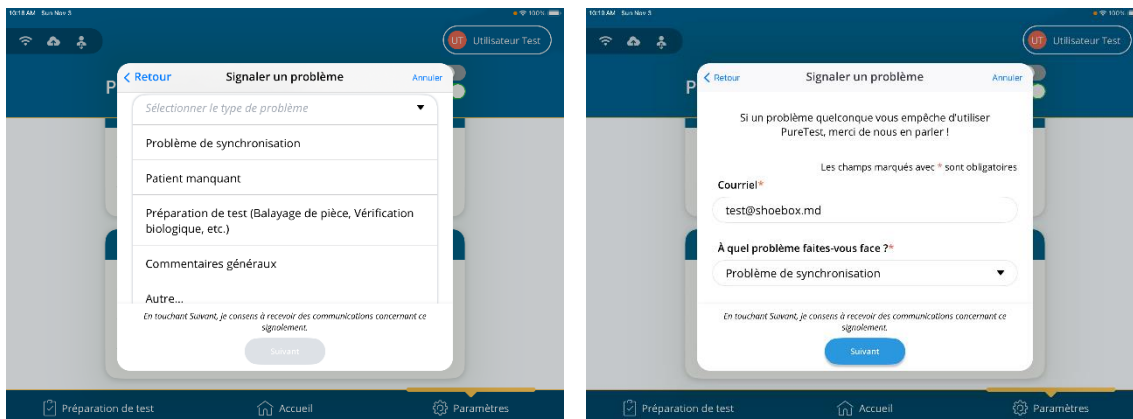 10:13 AM Sun Nov 3
100%
UT Utilisateur Test
P
Retour
Signaler un problème
Annuler
Sélectionner le type de problème
Problème de synchronisation
Patient manquant
Préparation de test (Balayage de pièce, Vérification
biologique, etc.)
Commentaires généraux
Autre...
En touchant Suivant, je consens à recevoir des communications concernant ce
signalement.
Suivant
Préparation de test
Accueil
Paramètres
10:13 AM Sun Nov 3
100%
UT Utilisateur Test
P
Retour
Signaler un problème
Annuler
Si un problème quelconque vous empêche d'utiliser
PureTest, merci de nous en parler !
Les champs marqués avec * sont obligatoires
Courriel*
test@shoebox.md
À quel problème faites-vous face ?*
Problème de synchronisation
En touchant Suivant, je consens à recevoir des communications concernant ce
signalement.
Suivant
Préparation de test
Accueil
Paramètres